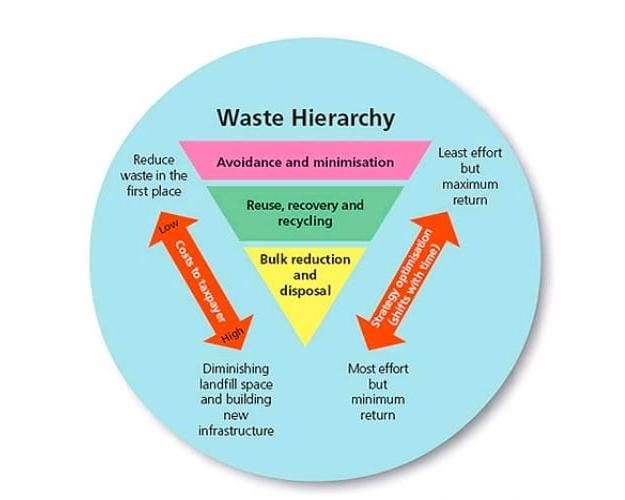 Waste Hierarchy
Avoidance and minimisation
Reuse, recovery and
recycling
Bulk reduction
and
disposal
Reduce
waste in the
first place
Low
Costs to taxpayer
High
Diminishing
landfill space
and building
new
infrastructure
Least effort
but
maximum
return
Strategy optimisation
(shifts with time)
Most effort
but
minimum
return